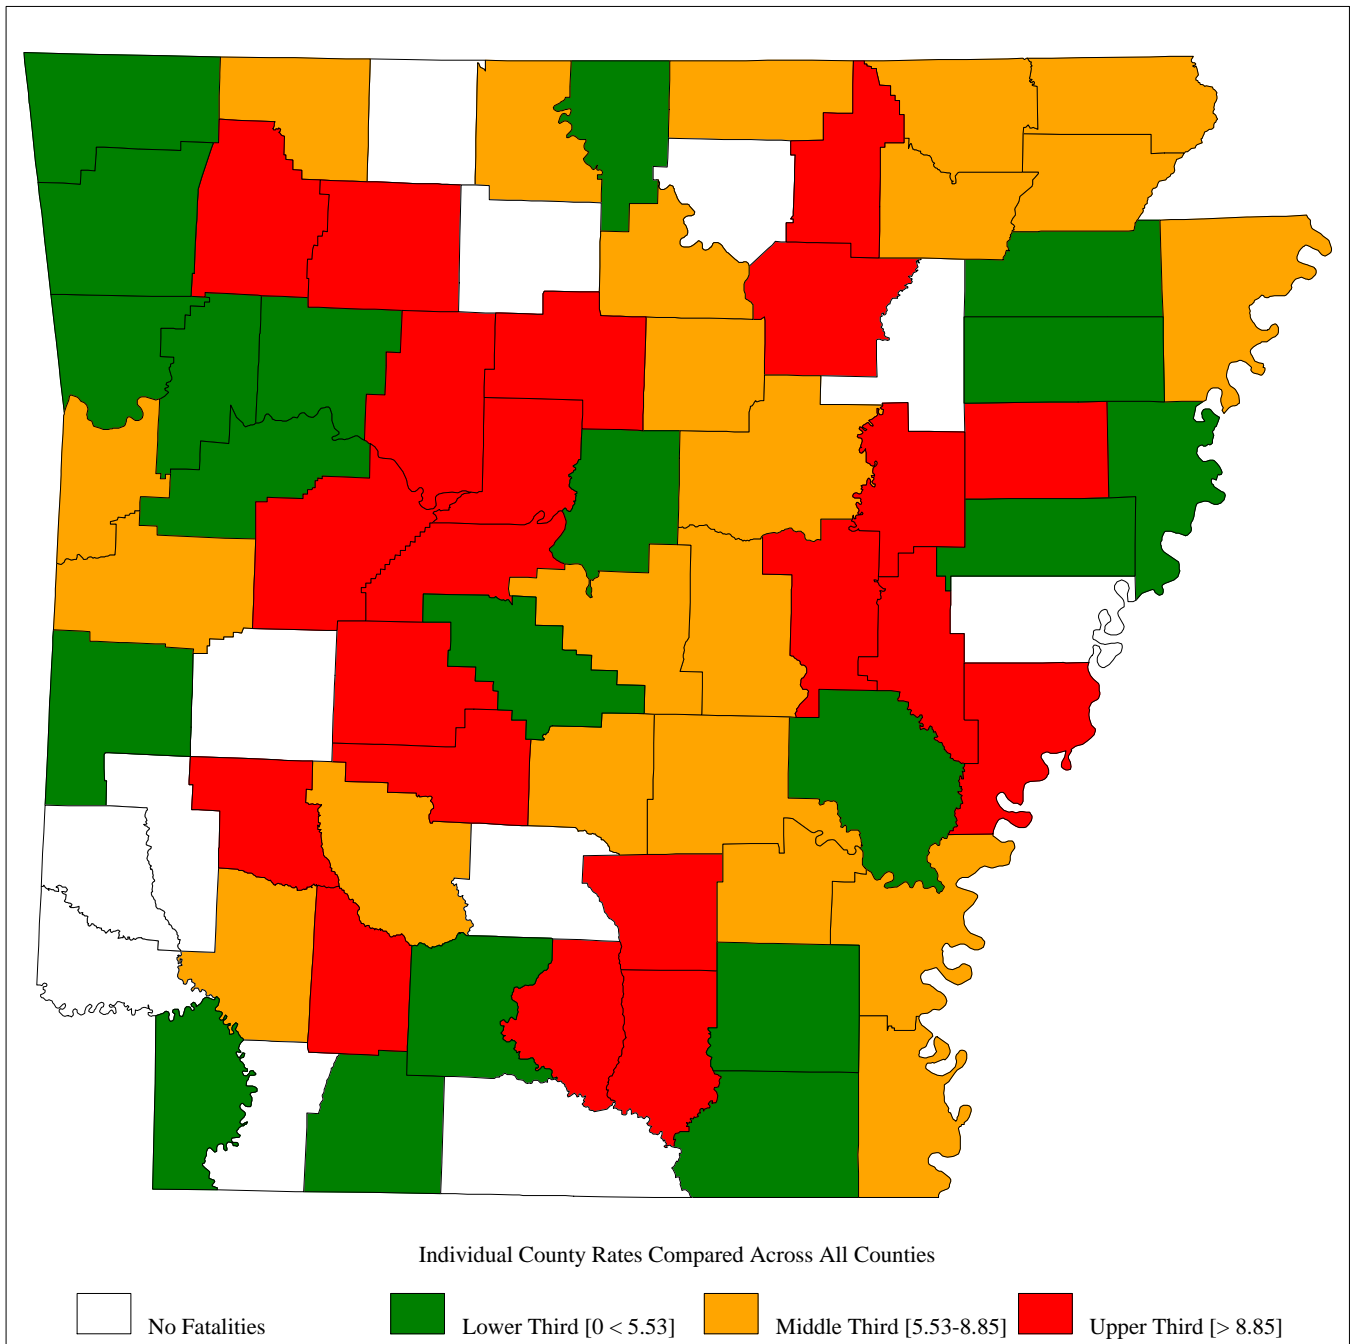 Individual County Rates Compared Across All Counties
No Fatalities Lower Third [0 < 5.53] Middle Third [5.53-8.85] Upper Third [> 8.85]